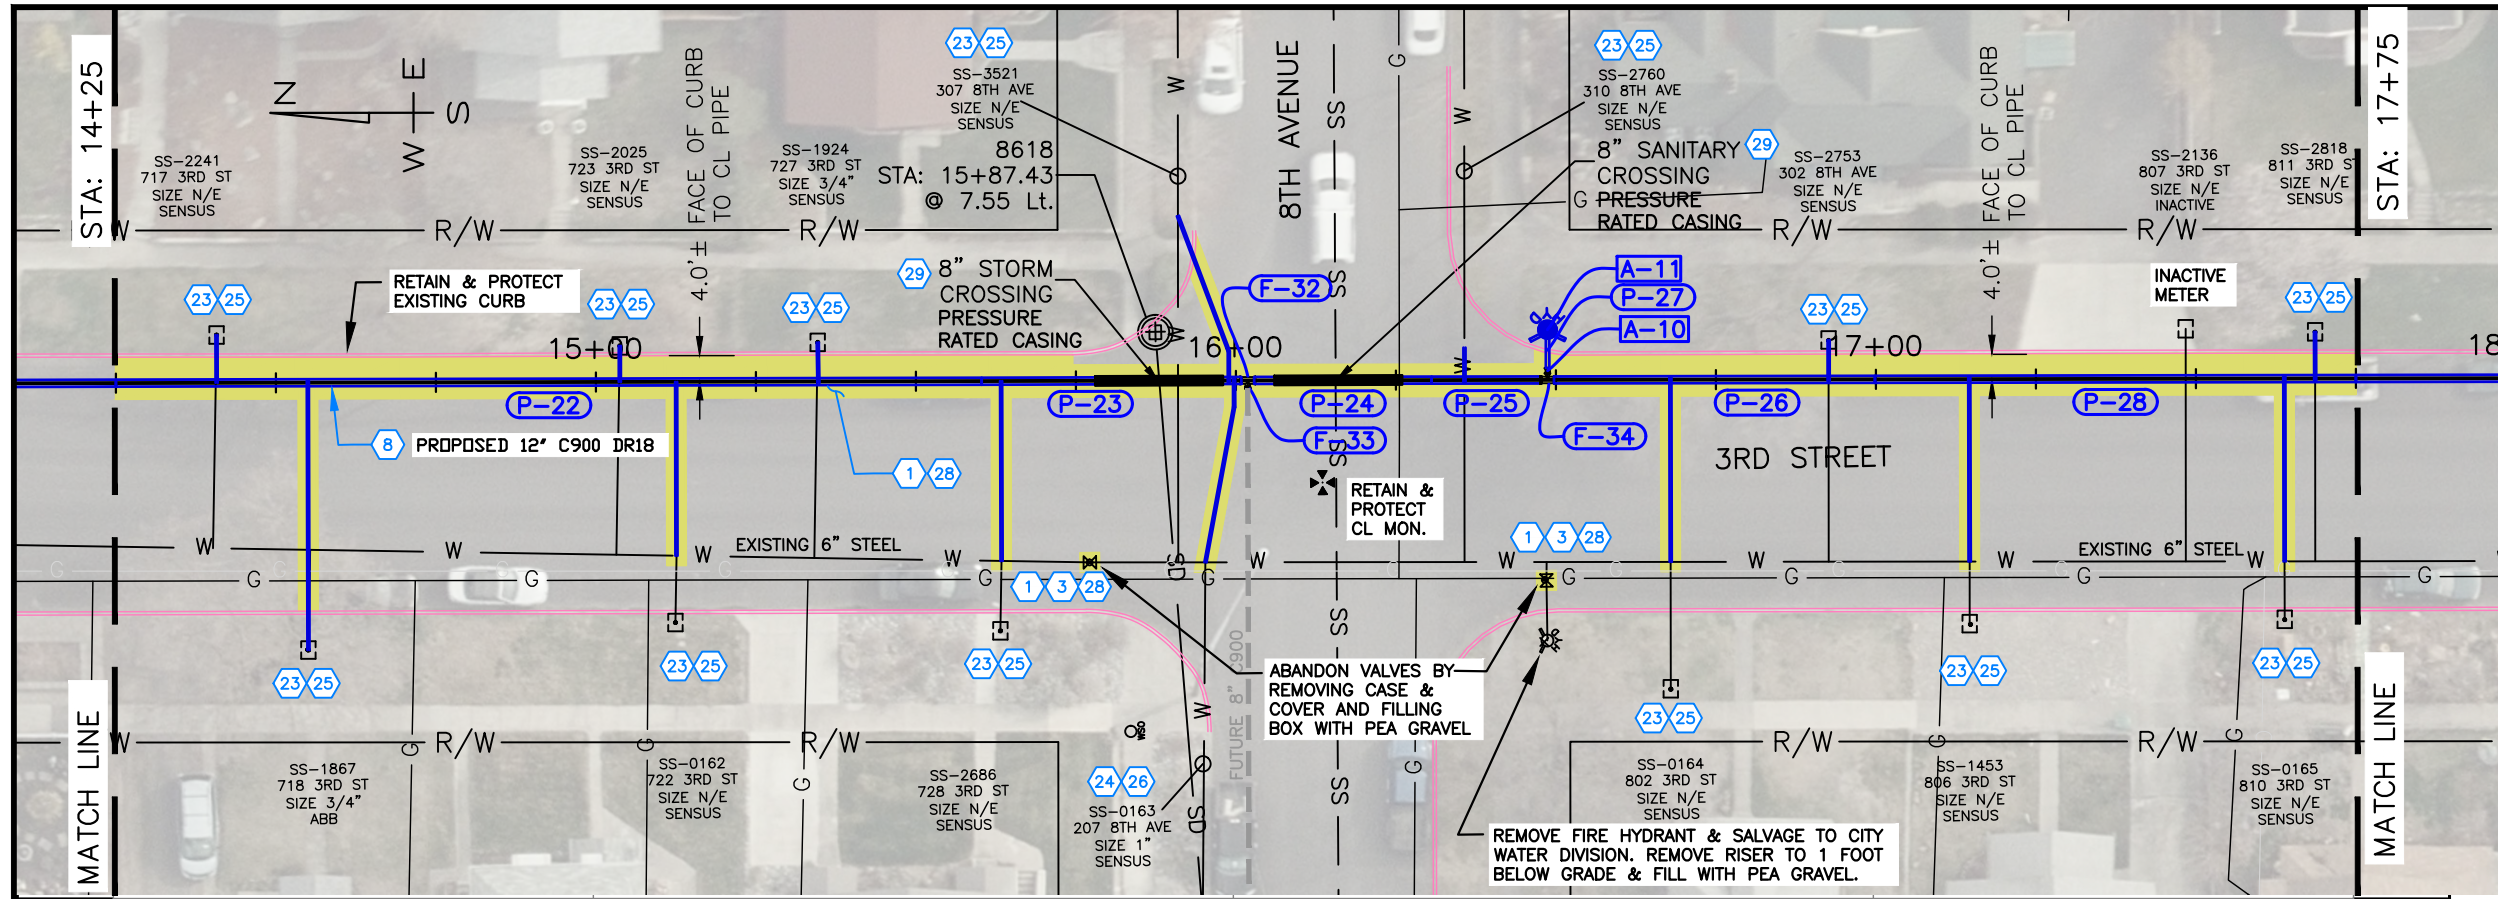 STA: 14+25
MATCH LINE
STA: 17+75
MATCH LINE
N
W
E
S
SS-2241
717 3RD ST
SIZE N/E
SENSUS
SS-2025
723 3RD ST
SIZE N/E
SENSUS
4.0'± FACE OF CURB
TO CL PIPE
SS-1924
727 3RD ST
SIZE 3/4"
SENSUS
23 25
SS-3521
307 8TH AVE
SIZE N/E
SENSUS
8618
STA: 15+87.43
@ 7.55 Lt.
W
8TH AVENUE
SS
G
W
23 25
SS-2760
310 8TH AVE
SIZE N/E
SENSUS
8" SANITARY
CROSSING
PRESSURE
RATED CASING
29
G
SS-2753
302 8TH AVE
SIZE N/E
SENSUS
4.0'± FACE OF CURB
TO CL PIPE
SS-2136
807 3RD ST
SIZE N/E
INACTIVE
SS-2818
811 3RD ST
SIZE N/E
SENSUS
W
R/W
R/W
R/W
R/W
RETAIN & PROTECT
EXISTING CURB
23 25
23 25
23 25
29
8" STORM
CROSSING
PRESSURE
RATED CASING
F-32
SS
A-11
P-27
A-10
23 25
INACTIVE
METER
23 25
15+00
W
16+00
W
17+00
18
P-22
P-23
P-24
P-25
P-26
P-28
F-33
F-34
8
PROPOSED 12" C900 DR18
1 28
SS
3RD STREET
RETAIN &
PROTECT
CL MON.
W
W
W
EXISTING 6" STEEL
W
SD
W
W
1 3 28
W
W
EXISTING 6" STEEL
W
G
G
G
1 3 28
G
G
G
G
SS
23 25
23 25
23 25
FUTURE 8" C900
ABANDON VALVES BY
REMOVING CASE &
COVER AND FILLING
BOX WITH PEA GRAVEL
23 25
23 25
23 25
W
R/W
R/W
G
G
G
W
WSO
G
SS
R/W
R/W
G
G
SS-1867
718 3RD ST
SIZE 3/4"
ABB
SS-0162
722 3RD ST
SIZE N/E
SENSUS
SS-2686
728 3RD ST
SIZE N/E
SENSUS
24 26
SS-0163
207 8TH AVE
SIZE 1"
SENSUS
SD
SS-0164
802 3RD ST
SIZE N/E
SENSUS
SS-1453
806 3RD ST
SIZE N/E
SENSUS
SS-0165
810 3RD ST
SIZE N/E
SENSUS
REMOVE FIRE HYDRANT & SALVAGE TO CITY
WATER DIVISION. REMOVE RISER TO 1 FOOT
BELOW GRADE & FILL WITH PEA GRAVEL.